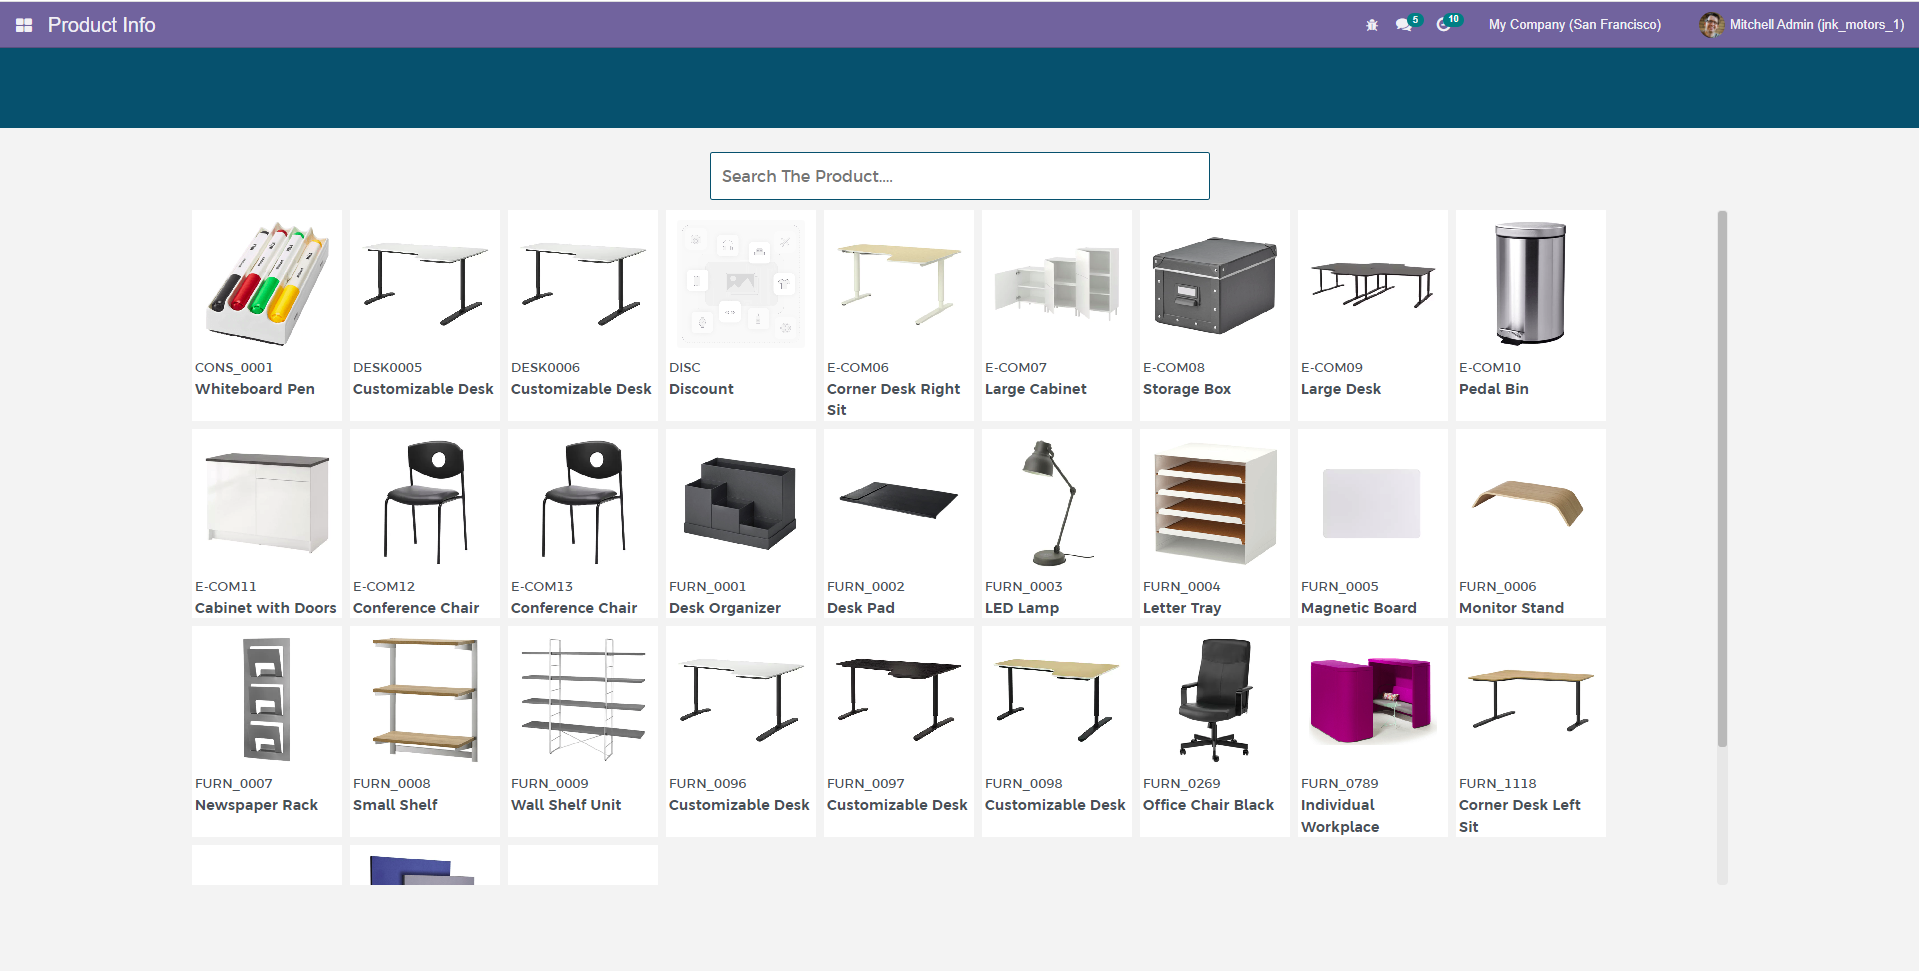 Product Info
5
10
My Company (San Francisco)
Mitchell Admin (jnk_motors_1)
Search The Product....
CONS_0001
Whiteboard Pen
DESK0005
Customizable Desk
DESK0006
Customizable Desk
DISC
Discount
E-COM06
Corner Desk Right
Sit
E-COM07
Large Cabinet
E-COM08
Storage Box
E-COM09
Large Desk
E-COM10
Pedal Bin
E-COM11
Cabinet with Doors
E-COM12
Conference Chair
E-COM13
Conference Chair
FURN_0001
Desk Organizer
FURN_0002
Desk Pad
FURN_0003
LED Lamp
FURN_0004
Letter Tray
FURN_0005
Magnetic Board
FURN_0006
Monitor Stand
FURN_0007
Newspaper Rack
FURN_0008
Small Shelf
FURN_0009
Wall Shelf Unit
FURN_0096
Customizable Desk
FURN_0097
Customizable Desk
FURN_0098
Customizable Desk
FURN_0269
Office Chair Black
FURN_0789
Individual
Workplace
FURN_1118
Corner Desk Left
Sit